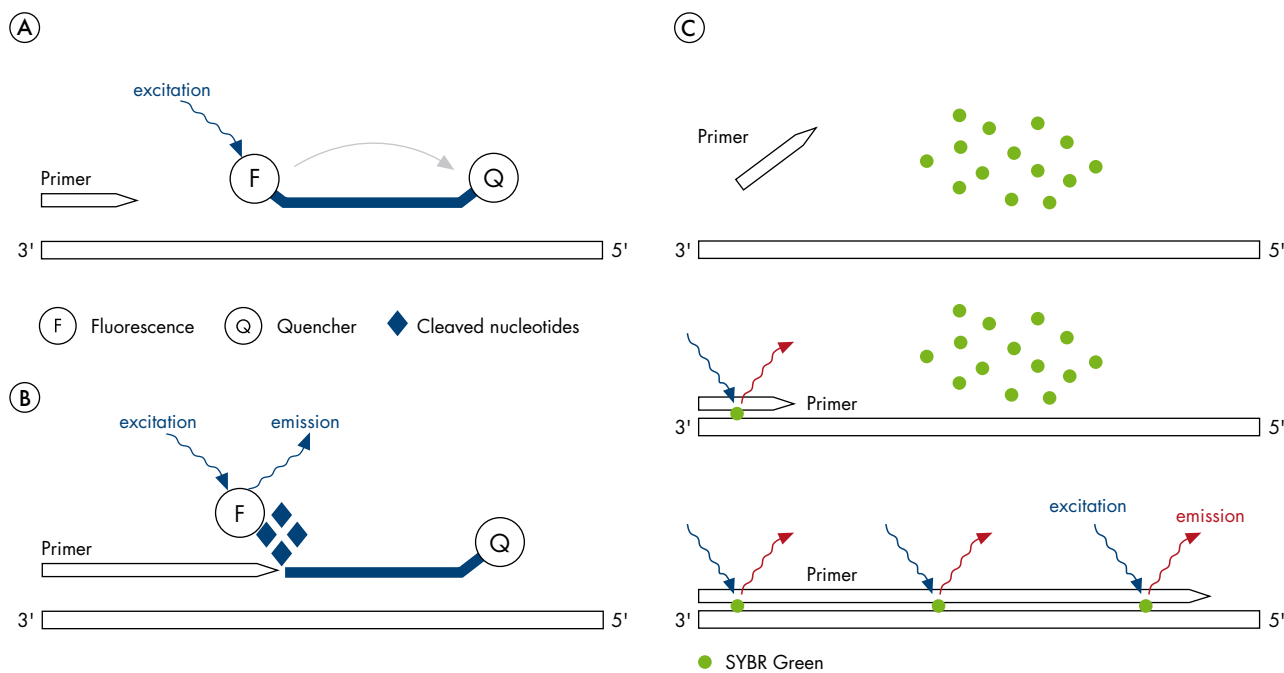 A
excitation
F
Q
Primer
3'
5'
F Fluorescence
Q Quencher
Cleaved nucleotides
B
excitation
emission
F
Q
Primer
3'
5'
C
Primer
3'
5'
Primer
3'
5'
excitation
emission
Primer
3'
5'
SYBR Green